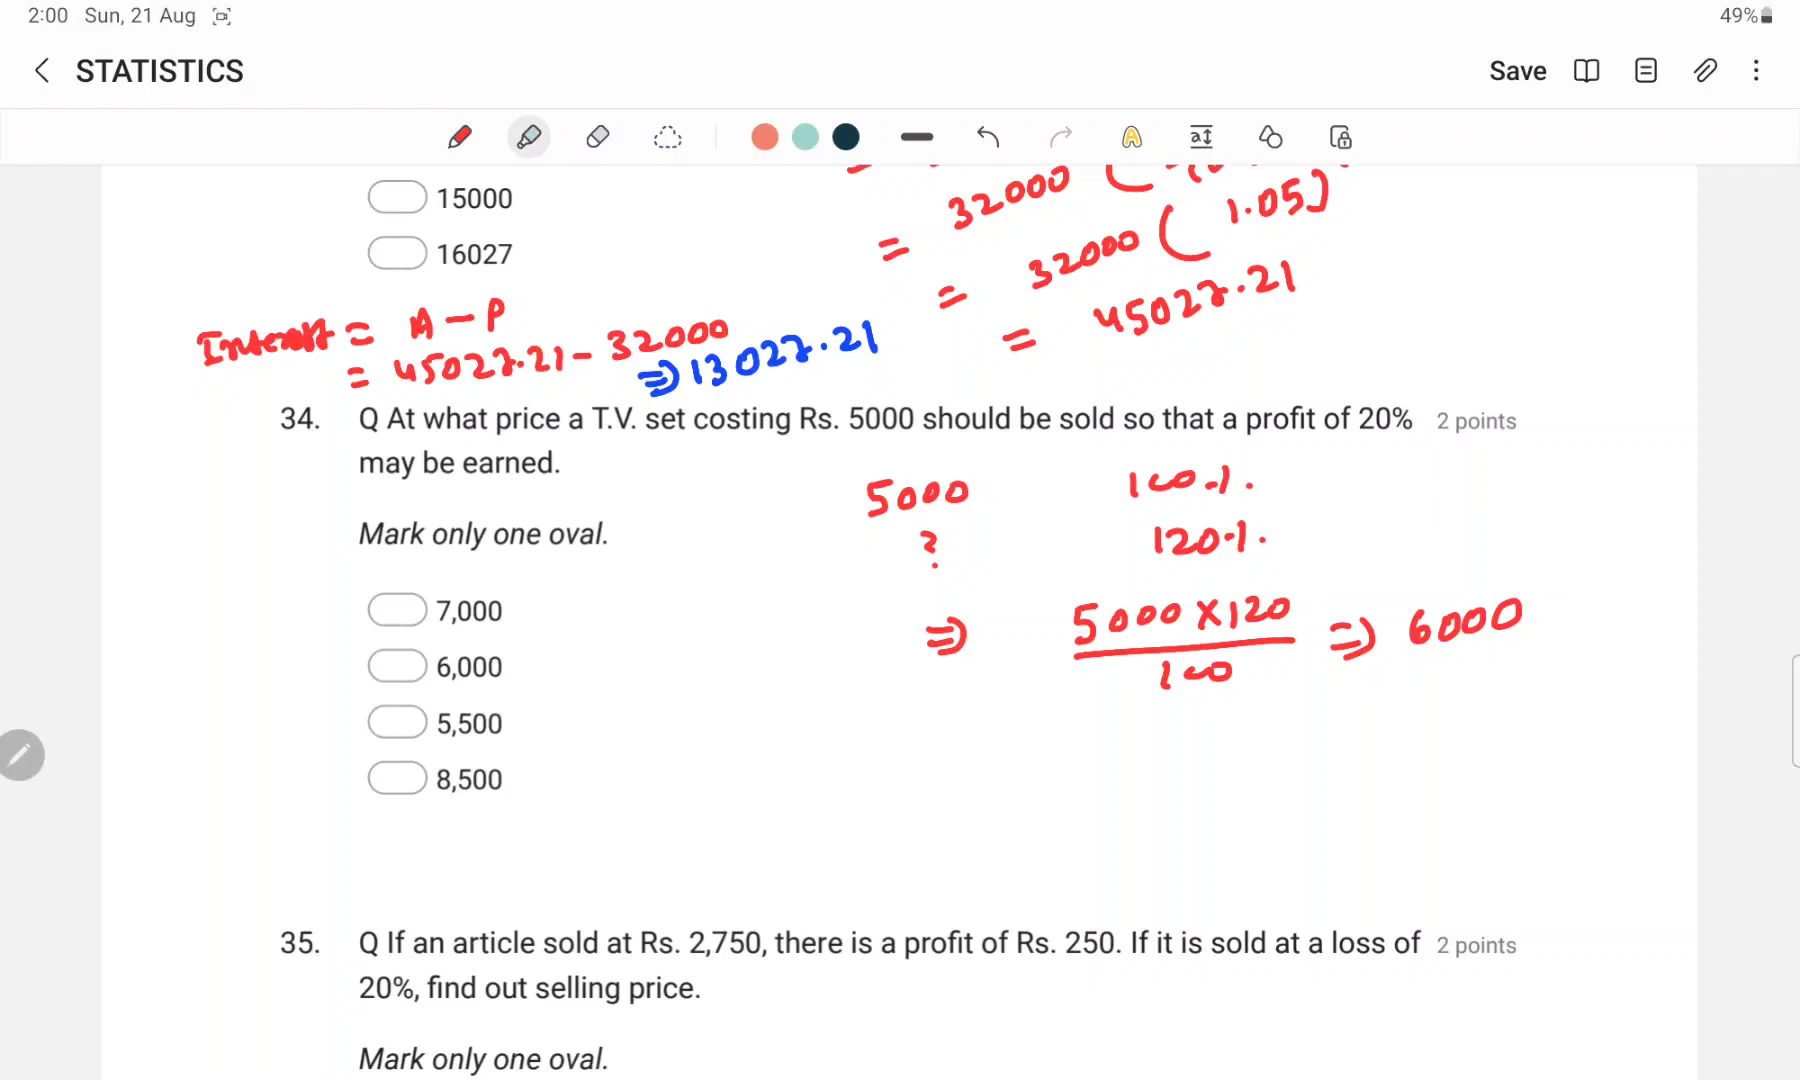 2:00 Sun, 21 Aug
49%
STATISTICS
Save
15000
32000 (
= 32000 ( 1.05)
16027
= 45027.21
Interest = A - P
= 45027.21 - 32000
⇒ 13027.21
34. Q At what price a T.V. set costing Rs. 5000 should be sold so that a profit of 20% 2 points
may be earned.
5000 100%.
Mark only one oval.
? 120%.
7,000
⇒ 5000 X 120 / 100 ⇒ 6000
6,000
5,500
8,500
35. Q If an article sold at Rs. 2,750, there is a profit of Rs. 250. If it is sold at a loss of 2 points
20%, find out selling price.
Mark only one oval.